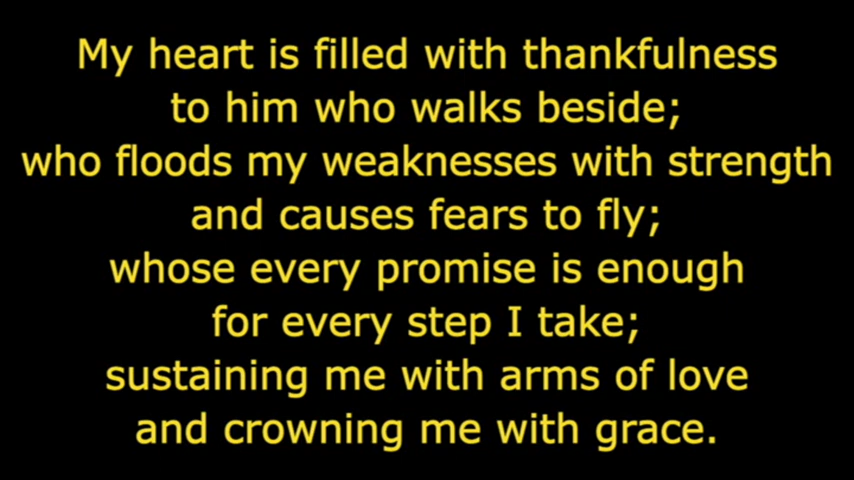 My heart is filled with thankfulness
to him who walks beside;
who floods my weaknesses with strength
and causes fears to fly;
whose every promise is enough
for every step I take;
sustaining me with arms of love
and crowning me with grace.